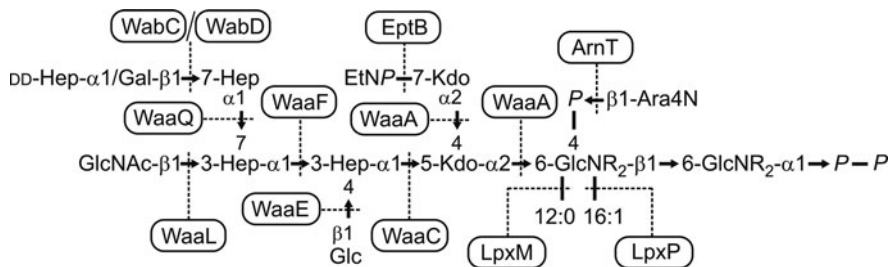 WabC / WabD EptB ArnT
DD-Hep-α1/Gal-β1 7-Hep EtNP 7-Kdo P β1-Ara4N
α1 α2
WaaQ WaaF WaaA WaaA
7 4 4
GlcNAc-β1 3-Hep-α1 3-Hep-α1 5-Kdo-α2 6-GlcNR2-β1 6-GlcNR2-α1 P P
4
WaaL WaaE WaaC 12:0 16:1
β1
Glc LpxM LpxP